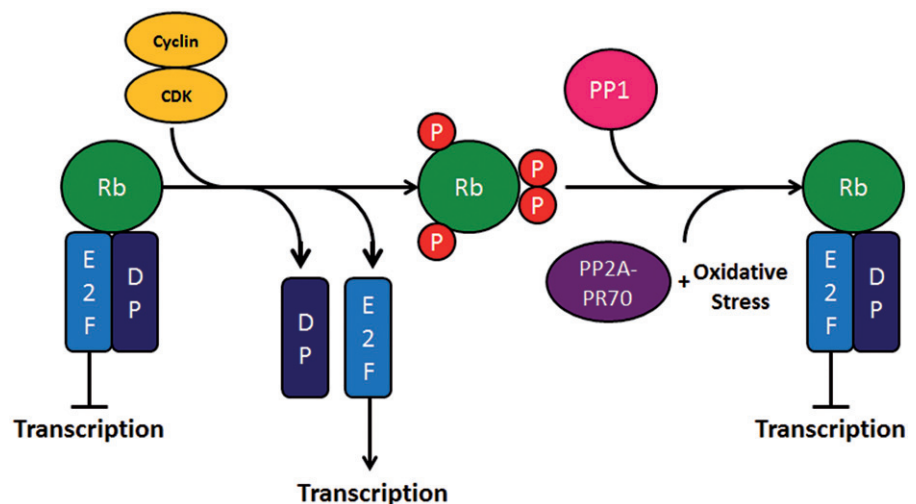 Cyclin
CDK
Rb
E
2
F
D
P
Transcription
D
P
E
2
F
Transcription
P
P
P
P
Rb
PP1
PP2A-
PR70
+ Oxidative
Stress
Rb
E
2
F
D
P
Transcription